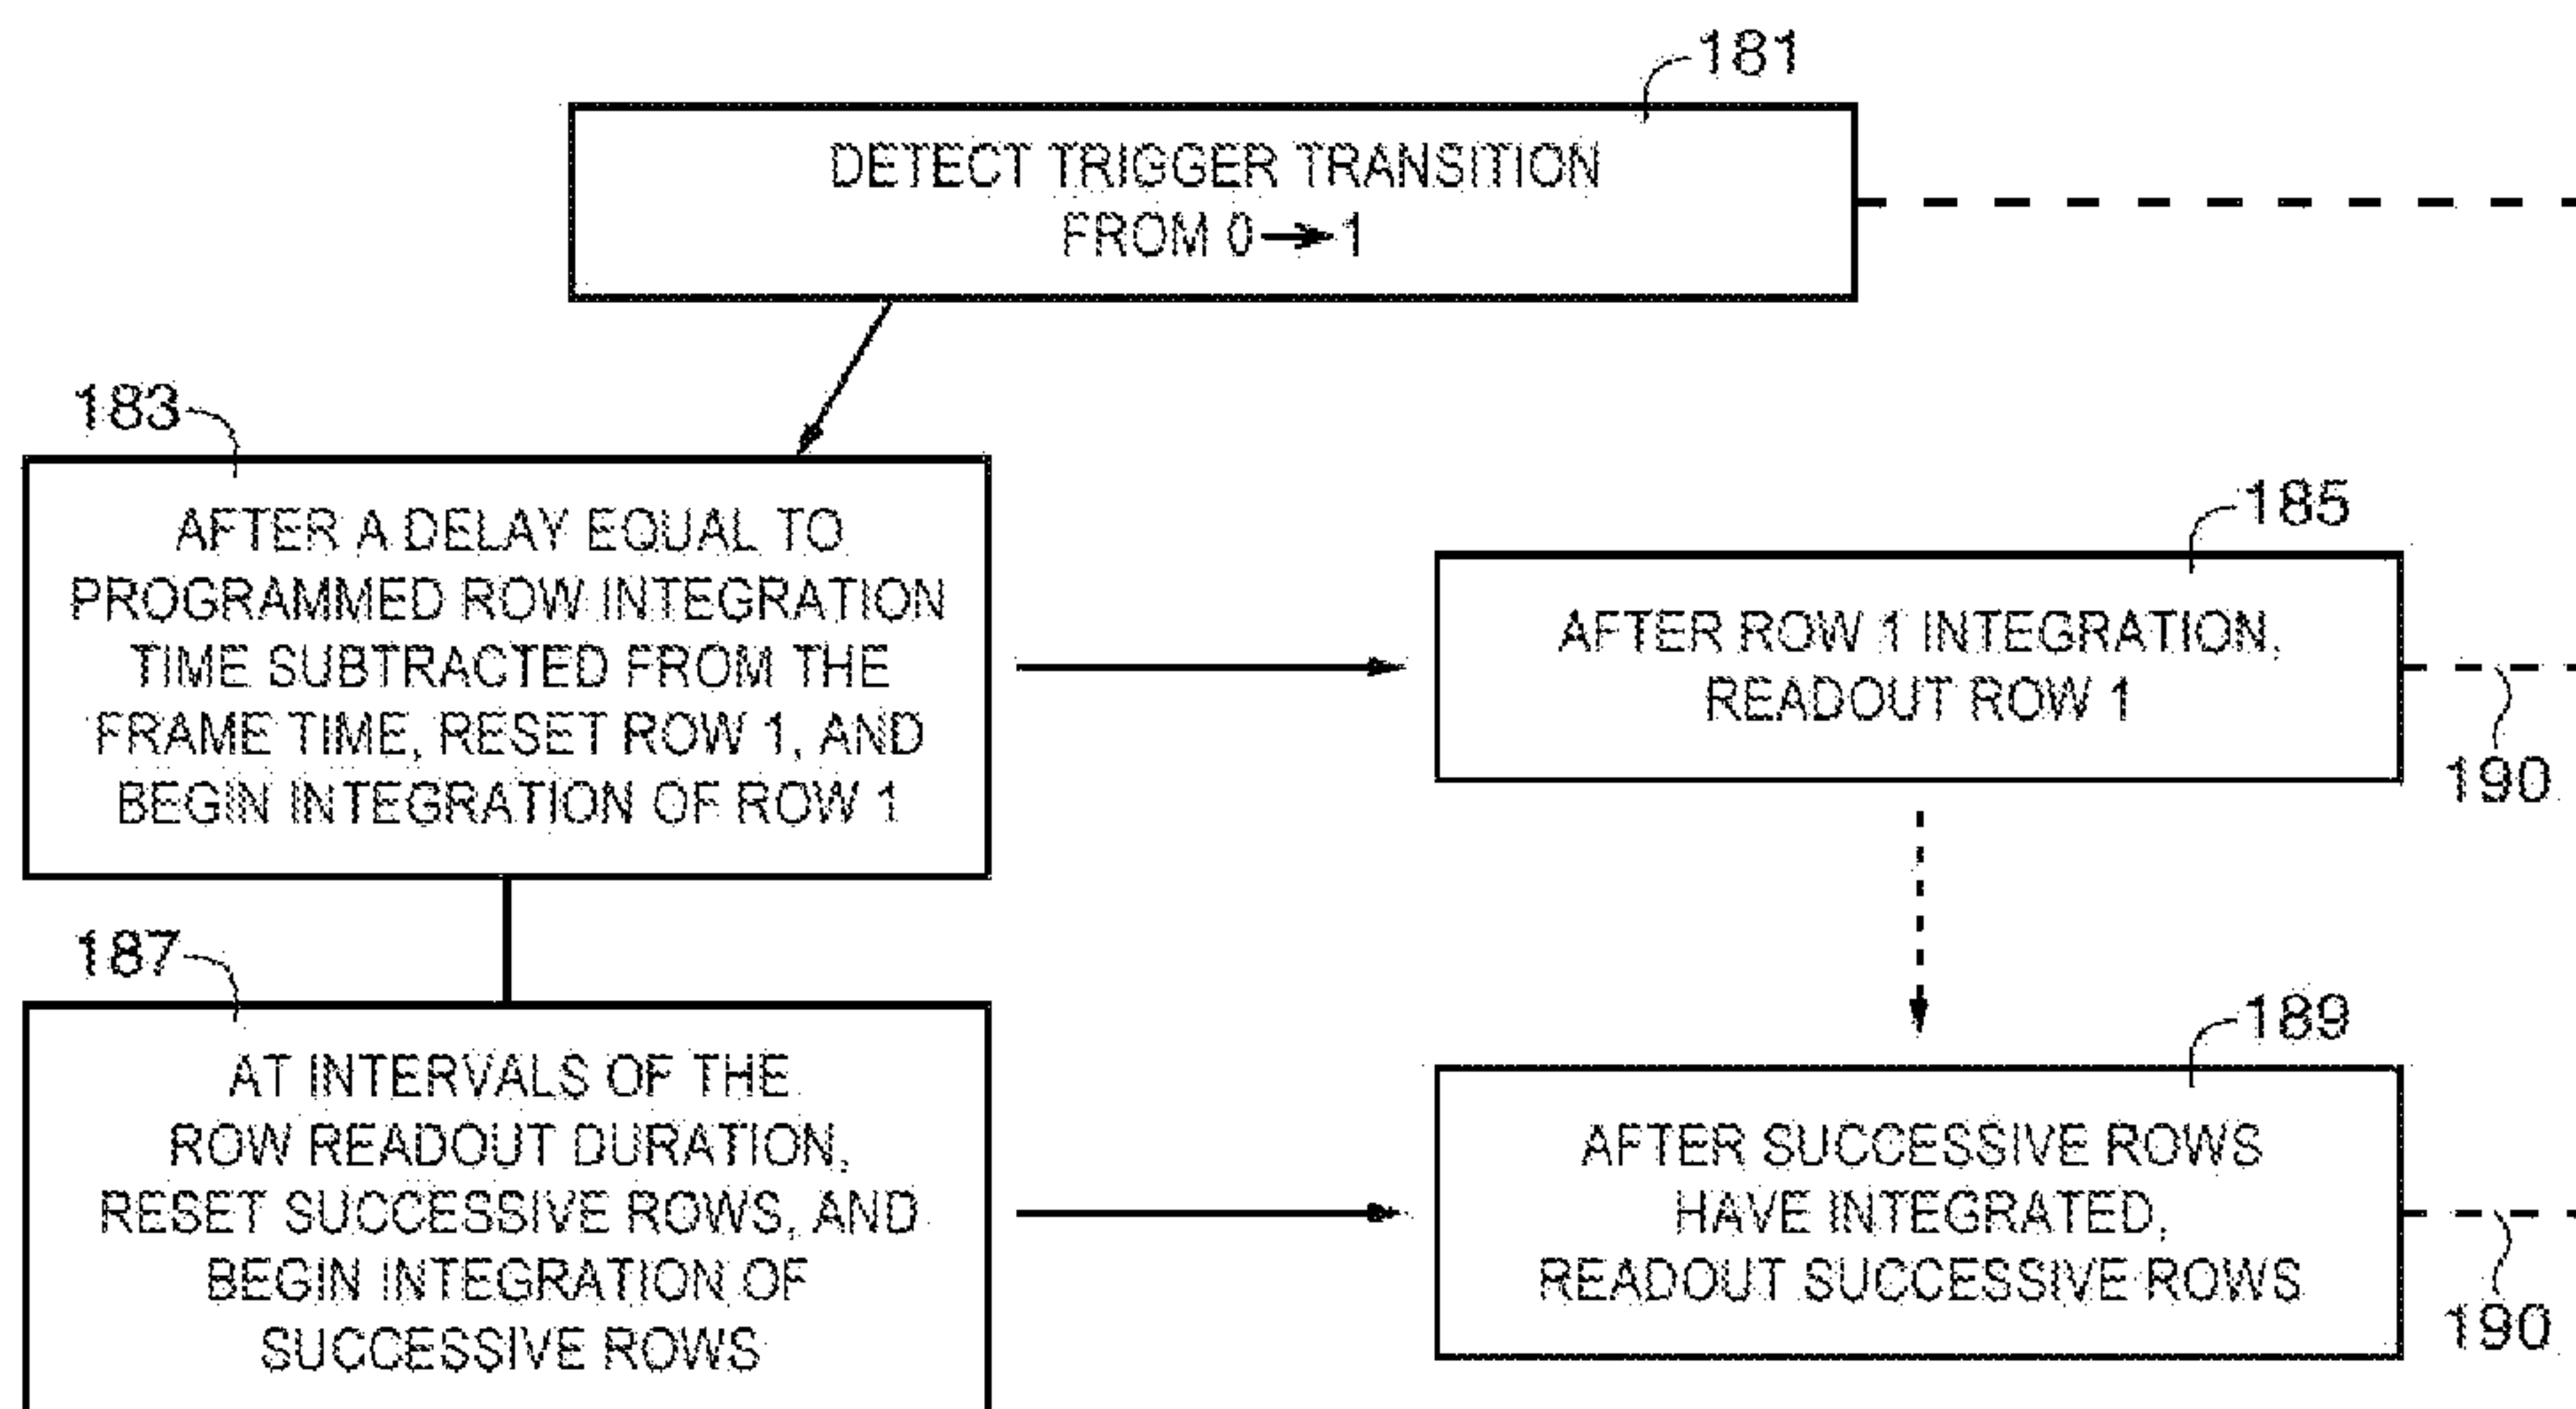 181
DETECT TRIGGER TRANSITION
FROM 0→1
183
AFTER A DELAY EQUAL TO
PROGRAMMED ROW INTEGRATION
TIME SUBTRACTED FROM THE
FRAME TIME, RESET ROW 1, AND
BEGIN INTEGRATION OF ROW 1
185
AFTER ROW 1 INTEGRATION,
READOUT ROW 1
190
187
AT INTERVALS OF THE
ROW READOUT DURATION,
RESET SUCCESSIVE ROWS, AND
BEGIN INTEGRATION OF
SUCCESSIVE ROWS
189
AFTER SUCCESSIVE ROWS
HAVE INTEGRATED,
READOUT SUCCESSIVE ROWS
190